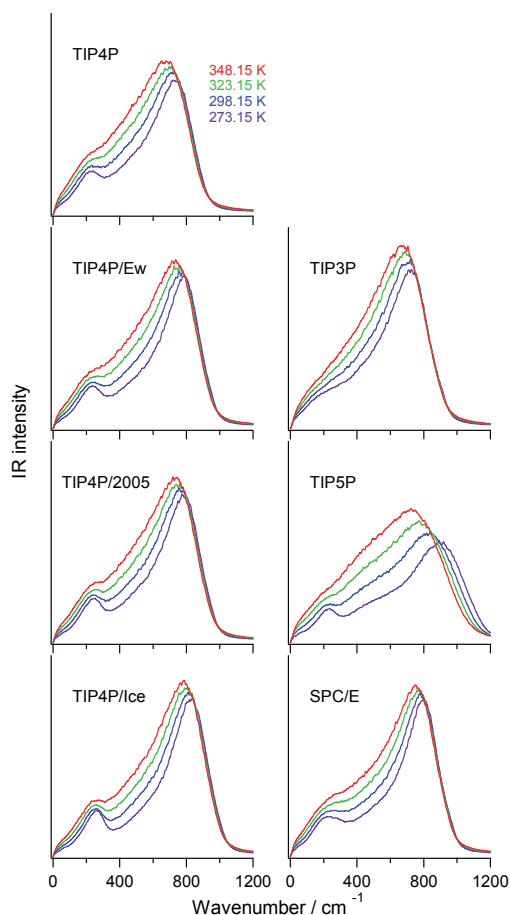 TIP4P
348.15 K
323.15 K
298.15 K
273.15 K
TIP4P/Ew
TIP3P
IR intensity
TIP4P/2005
TIP5P
TIP4P/Ice
SPC/E
0 400 800 1200
0 400 800 1200
Wavenumber / cm⁻¹